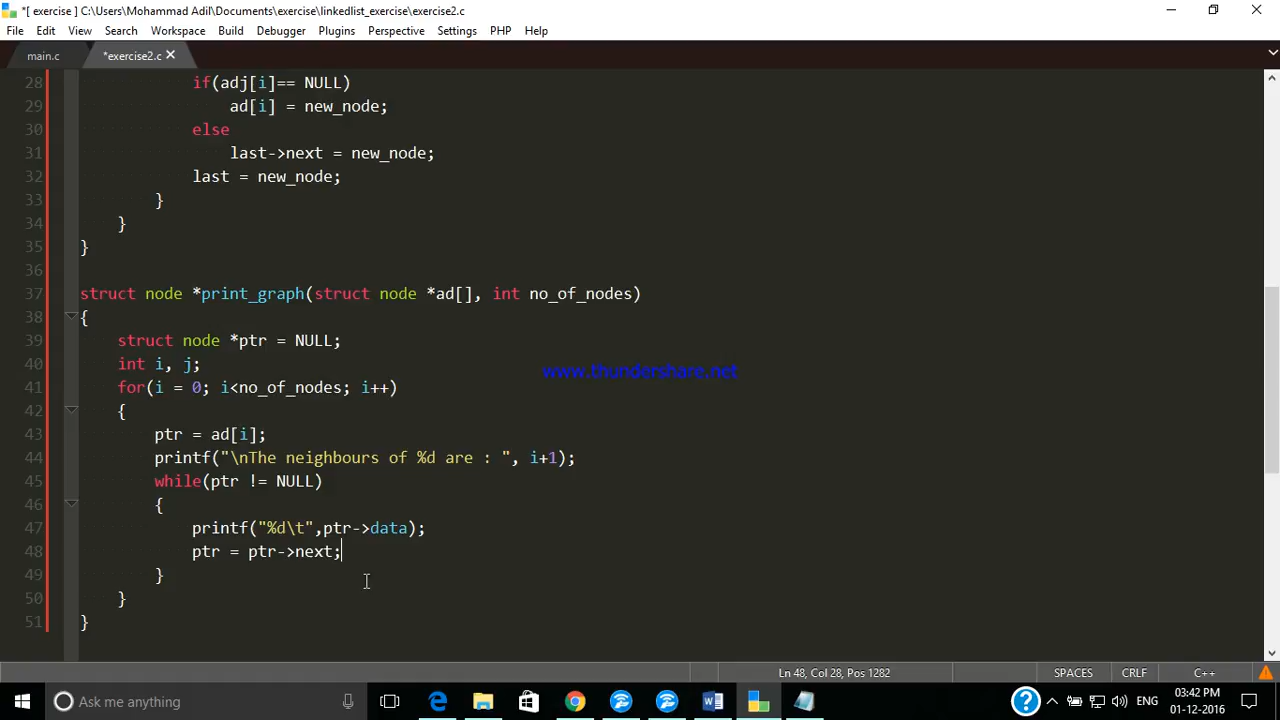 *[ exercise ] C:\Users\Mohammad Adil\Documents\exercise\linkedlist_exercise\exercise2.c
File Edit View Search Workspace Build Debugger Plugins Perspective Settings PHP Help
main.c *exercise2.c
28 if(adj[i]== NULL)
29 ad[i] = new_node;
30 else
31 last->next = new_node;
32 last = new_node;
33 }
34 }
35 }
36
37 struct node *print_graph(struct node *ad[], int no_of_nodes)
38 {
39 struct node *ptr = NULL;
40 int i, j;
www.thundershare.net
41 for(i = 0; i<no_of_nodes; i++)
42 {
43 ptr = ad[i];
44 printf("\nThe neighbours of %d are : ", i+1);
45 while(ptr != NULL)
46 {
47 printf("%d\t",ptr->data);
48 ptr = ptr->next;
49 }
50 }
51 }
Ln 48, Col 28, Pos 1282 SPACES CRLF C++
Ask me anything ENG 03:42 PM
01-12-2016